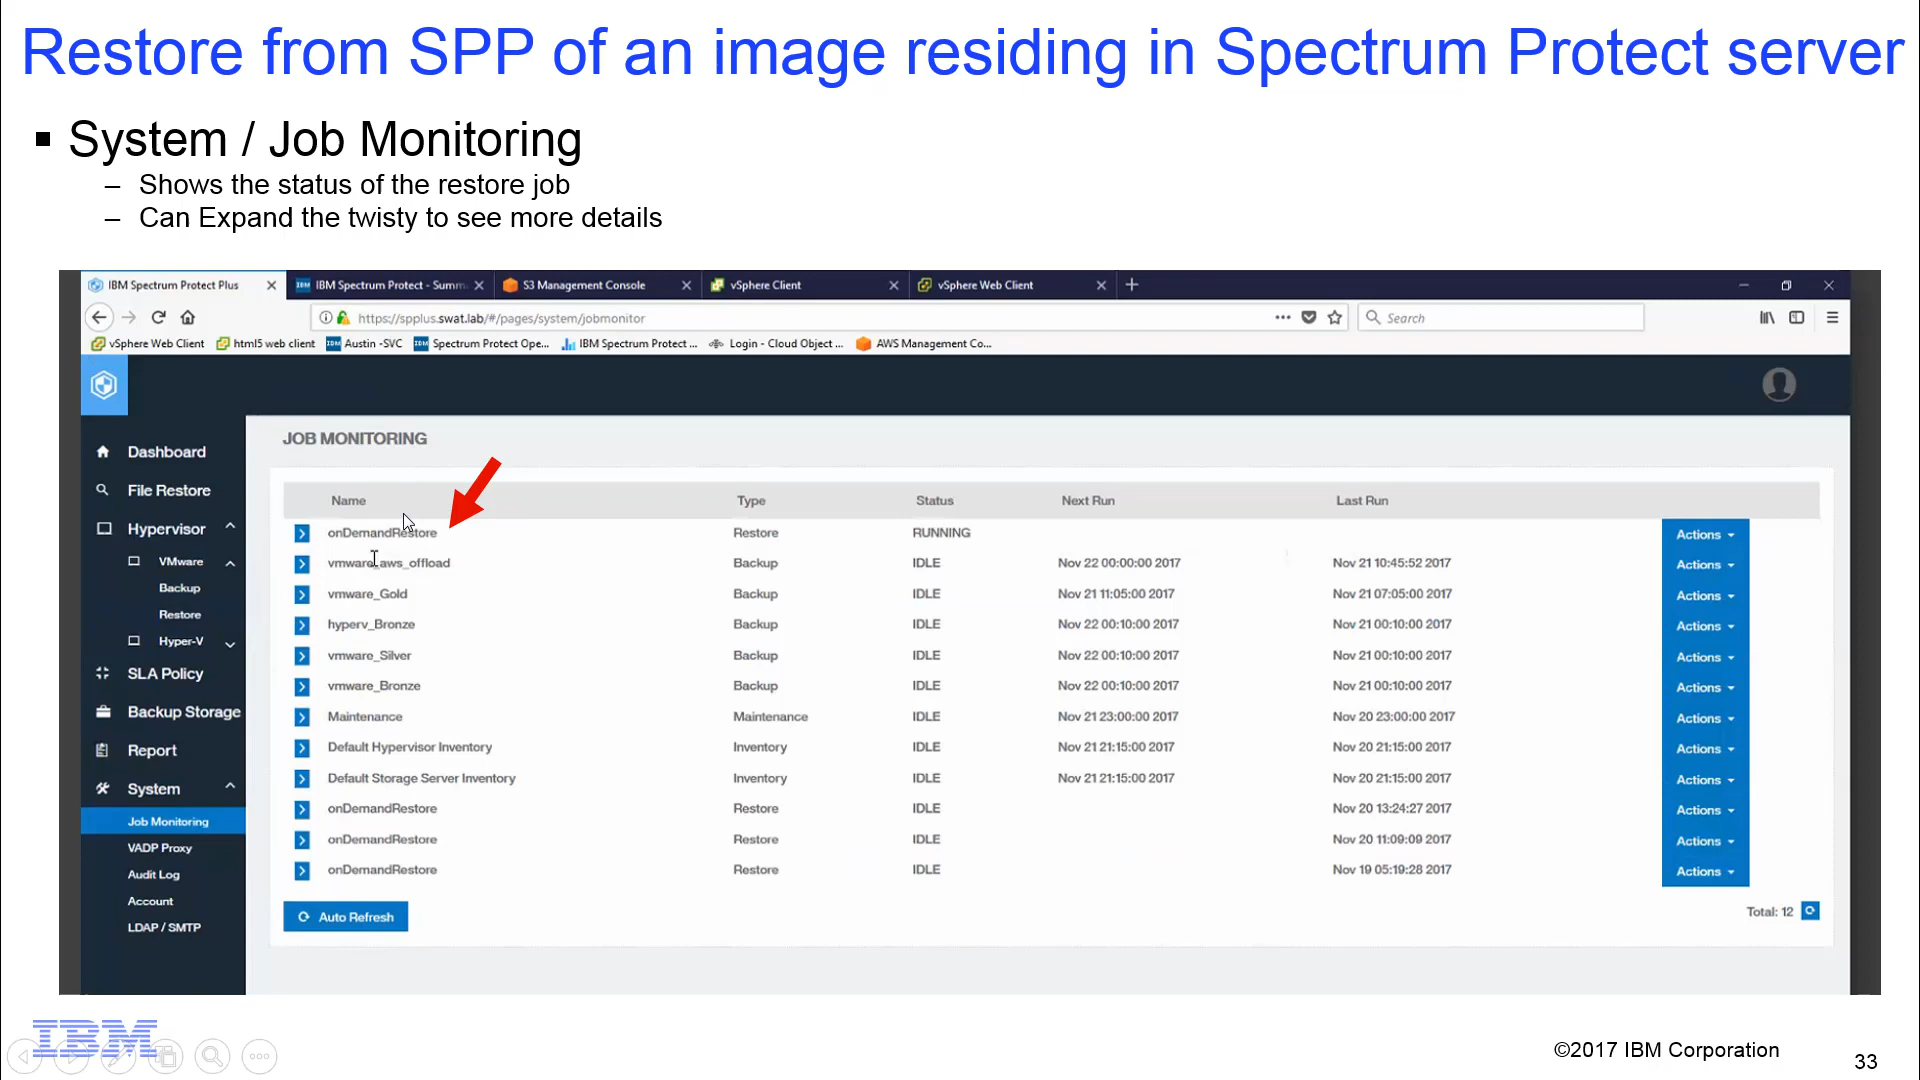 Restore from SPP of an image residing in Spectrum Protect server
▪ System / Job Monitoring
– Shows the status of the restore job
– Can Expand the twisty to see more details
IBM Spectrum Protect Plus IBM Spectrum Protect - Summ S3 Management Console vSphere Client vSphere Web Client
https://spplus.swat.lab/#/pages/system/jobmonitor Search
vSphere Web Client html5 web client Austin -SVC Spectrum Protect Ope... IBM Spectrum Protect ... Login - Cloud Object ... AWS Management Co...
Dashboard
File Restore
Hypervisor
VMware
Backup
Restore
Hyper-V
SLA Policy
Backup Storage
Report
System
Job Monitoring
VADP Proxy
Audit Log
Account
LDAP / SMTP
JOB MONITORING
Name Type Status Next Run Last Run
onDemandRestore Restore RUNNING Actions
vmware_aws_offload Backup IDLE Nov 22 00:00:00 2017 Nov 21 10:45:52 2017 Actions
vmware_Gold Backup IDLE Nov 21 11:05:00 2017 Nov 21 07:05:00 2017 Actions
hyperv_Bronze Backup IDLE Nov 22 00:10:00 2017 Nov 21 00:10:00 2017 Actions
vmware_Silver Backup IDLE Nov 22 00:10:00 2017 Nov 21 00:10:00 2017 Actions
vmware_Bronze Backup IDLE Nov 22 00:10:00 2017 Nov 21 00:10:00 2017 Actions
Maintenance Maintenance IDLE Nov 21 23:00:00 2017 Nov 20 23:00:00 2017 Actions
Default Hypervisor Inventory Inventory IDLE Nov 21 21:15:00 2017 Nov 20 21:15:00 2017 Actions
Default Storage Server Inventory Inventory IDLE Nov 21 21:15:00 2017 Nov 20 21:15:00 2017 Actions
onDemandRestore Restore IDLE Nov 20 13:24:27 2017 Actions
onDemandRestore Restore IDLE Nov 20 11:09:09 2017 Actions
onDemandRestore Restore IDLE Nov 19 05:19:28 2017 Actions
Auto Refresh Total: 12
IBM
©2017 IBM Corporation
33